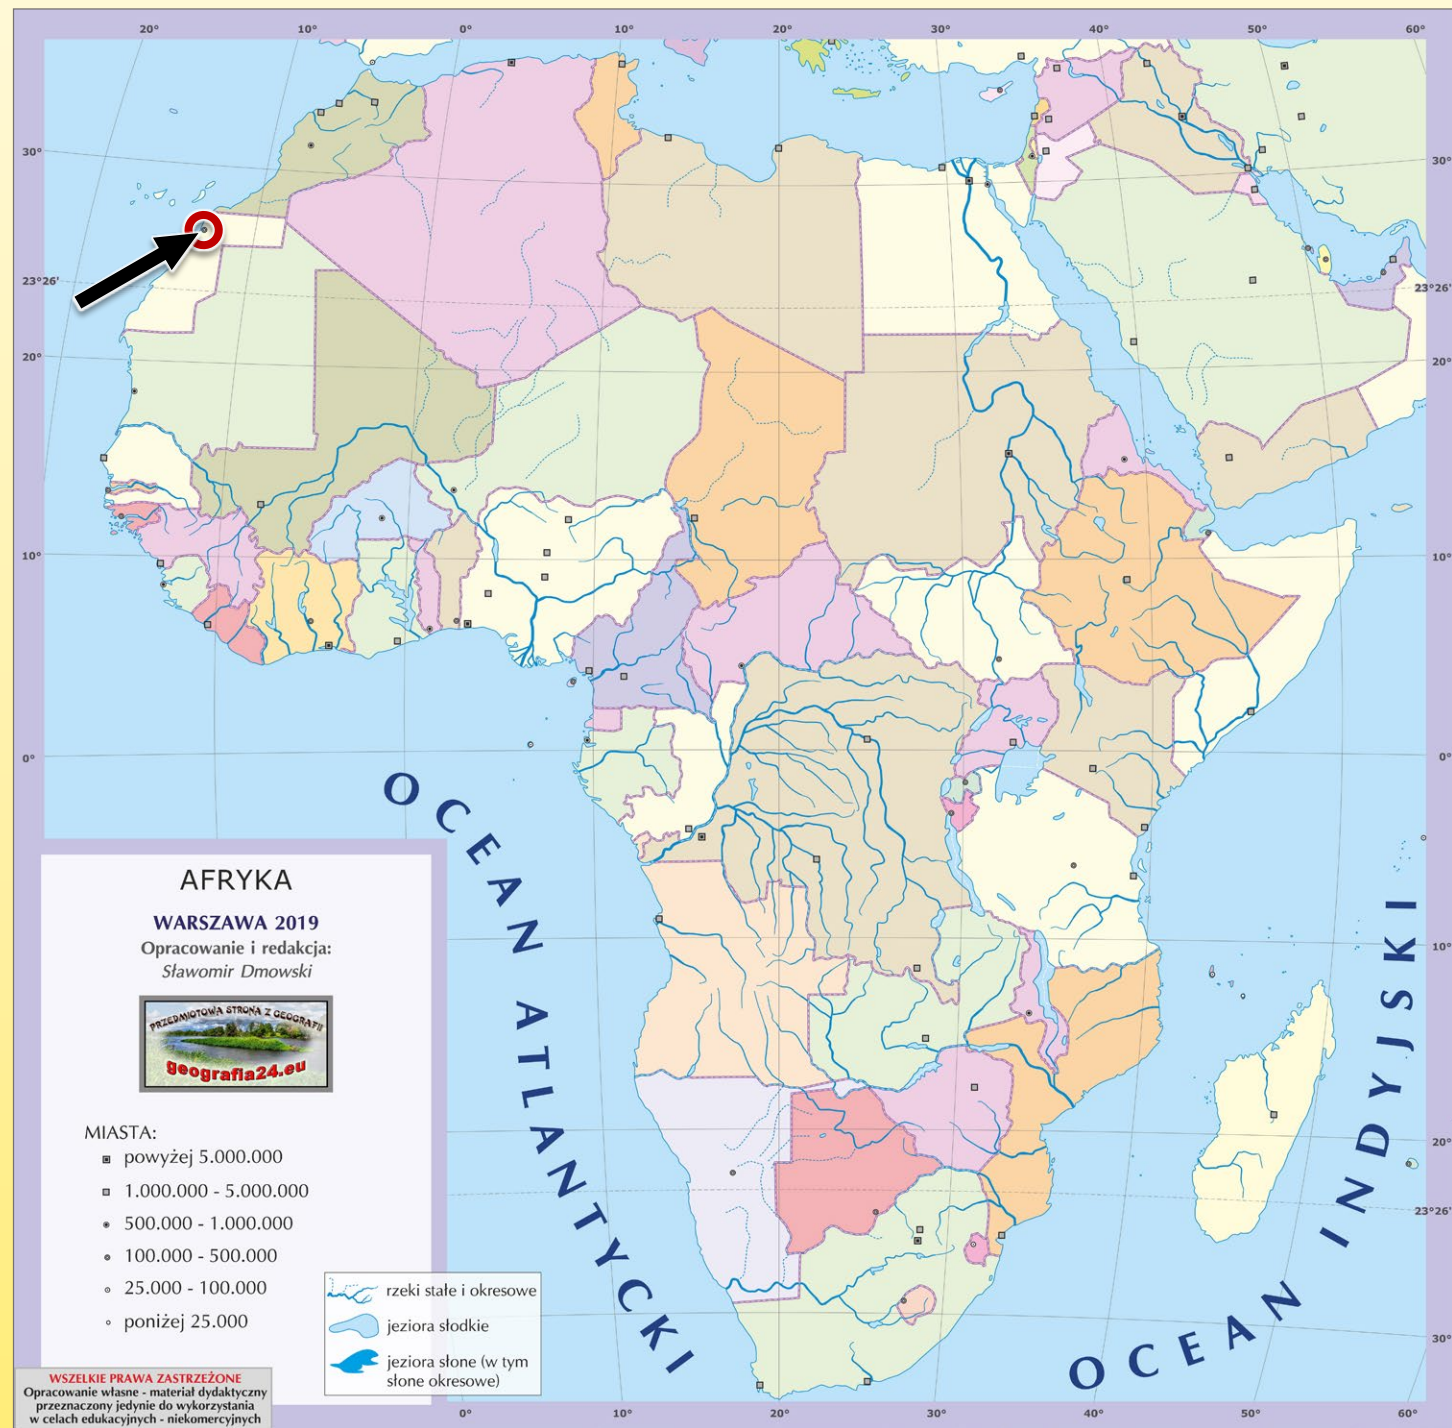 20° 10° 0° 10° 20° 30° 40° 50° 60°
30° 30°
23°26' 23°26'
20° 20°
10° 10°
0° 0°
10°
20°
23°26'
30°
OCEAN ATLANTYCKI
OCEAN INDYJSKI
AFRYKA
WARSZAWA 2019
Opracowanie i redakcja:
Sławomir Dmowski
PRZEDMIOTOWA STRONA Z GEOGRAFII
geografia24.eu
MIASTA:
powyżej 5.000.000
1.000.000 - 5.000.000
500.000 - 1.000.000
100.000 - 500.000
25.000 - 100.000
poniżej 25.000
rzeki stałe i okresowe
jeziora słodkie
jeziora słone (w tym
słone okresowe)
WSZELKIE PRAWA ZASTRZEŻONE
Opracowanie własne - materiał dydaktyczny
przeznaczony jedynie do wykorzystania
w celach edukacyjnych - niekomercyjnych
0° 10° 20° 30° 40° 50° 60°